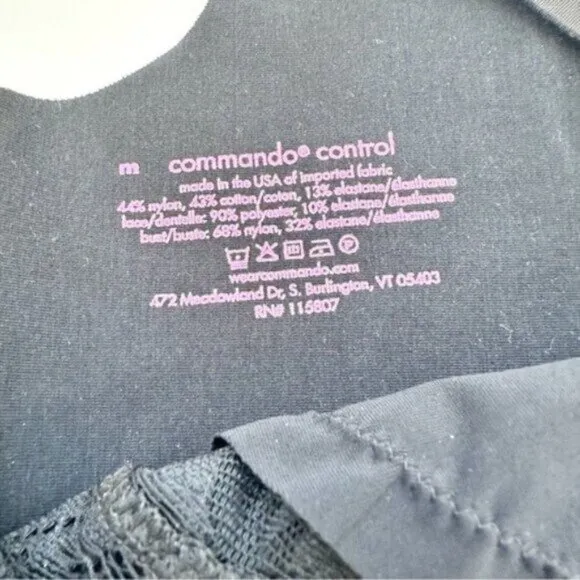 m commando® control
made in the USA of imported fabric
44% nylon, 43% cotton/coton, 13% elastane/élasthanne
lace/dentelle: 90% polyester, 10% elastane/élasthanne
bust/buste: 68% nylon, 32% elastane/élasthanne
wearcommando.com
472 Meadowland Dr, S. Burlington, VT 05403
RN# 115807